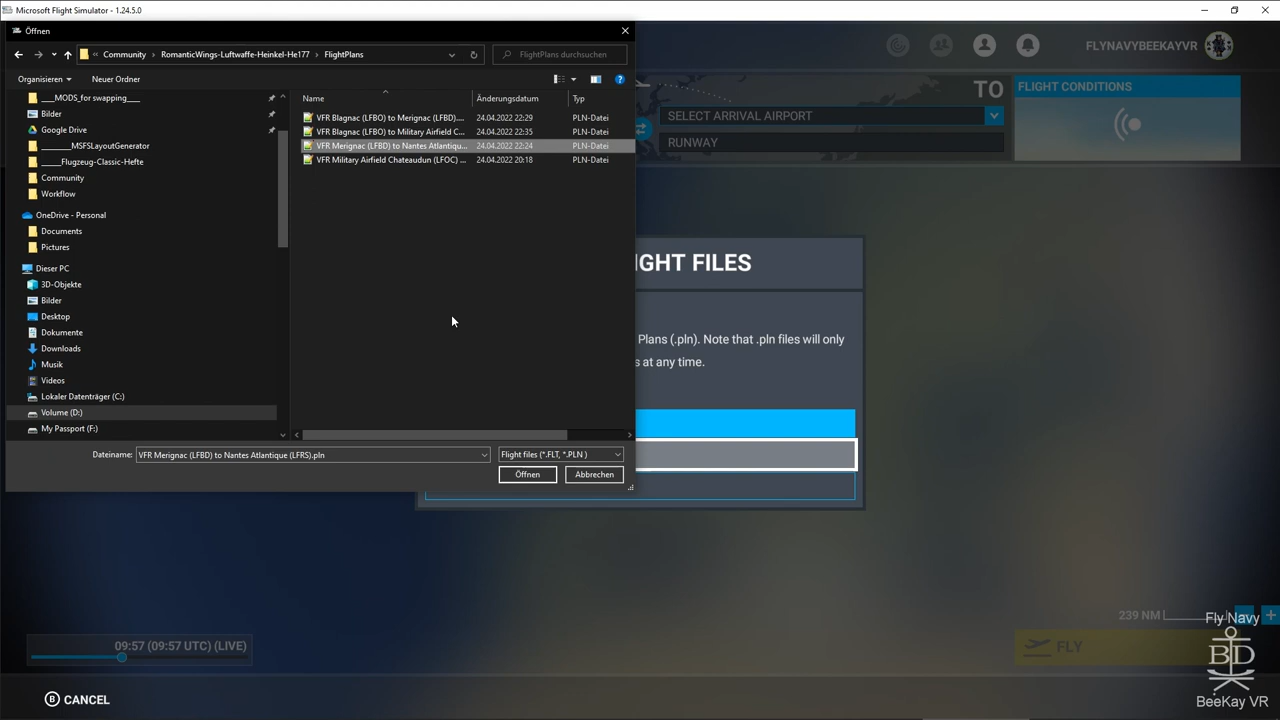 Microsoft Flight Simulator - 1.24.5.0
Öffnen
« Community › RomanticWings-Luftwaffe-Heinkel-He177 › FlightPlans
FlightPlans durchsuchen
FLYNAVYBEEKAYVR
Organisieren
Neuer Ordner
TO
FLIGHT CONDITIONS
SELECT ARRIVAL AIRPORT
RUNWAY
____MODS_for swapping____
Bilder
Google Drive
________MSFSLayoutGenerator
_____Flugzeug-Classic-Hefte
Community
Workflow
OneDrive - Personal
Documents
Pictures
Dieser PC
3D-Objekte
Bilder
Desktop
Dokumente
Downloads
Musik
Videos
Lokaler Datenträger (C:)
Volume (D:)
My Passport (F:)
Name Änderungsdatum Typ
VFR Blagnac (LFBO) to Merignac (LFBD).... 24.04.2022 22:29 PLN-Datei
VFR Blagnac (LFBO) to Military Airfield C... 24.04.2022 22:35 PLN-Datei
VFR Merignac (LFBD) to Nantes Atlantiqu... 24.04.2022 22:24 PLN-Datei
VFR Military Airfield Chateaudun (LFOC) ... 24.04.2022 20:18 PLN-Datei
IGHT FILES
Plans (.pln). Note that .pln files will only
s at any time.
Dateiname: VFR Merignac (LFBD) to Nantes Atlantique (LFRS).pln
Flight files (*.FLT, *.PLN )
Öffnen
Abbrechen
239 NM
09:57 (09:57 UTC) (LIVE)
FLY
CANCEL
B
Fly Navy
BD
BeeKay VR